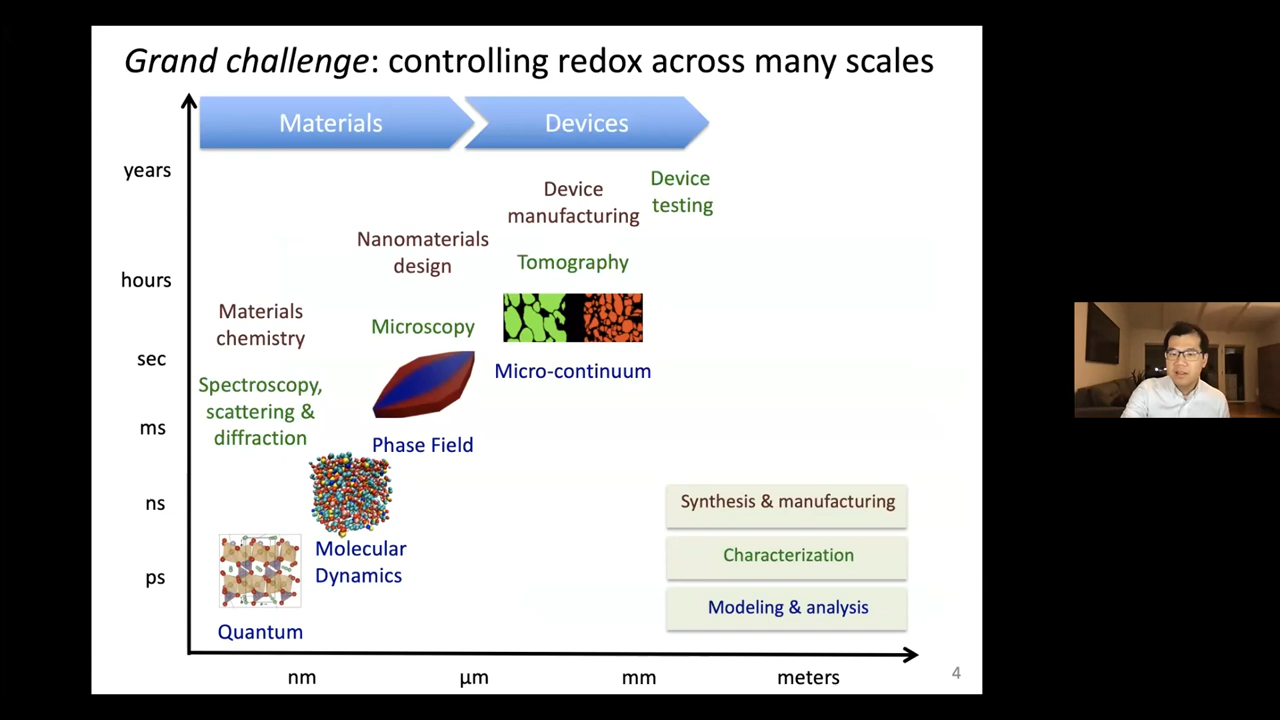 Grand challenge: controlling redox across many scales
Materials
Devices
years
hours
sec
ms
ns
ps
Device
testing
Device
manufacturing
Nanomaterials
design
Tomography
Materials
chemistry
Microscopy
Micro-continuum
Spectroscopy,
scattering &
diffraction
Phase Field
Molecular
Dynamics
Quantum
Synthesis & manufacturing
Characterization
Modeling & analysis
nm
μm
mm
meters
4